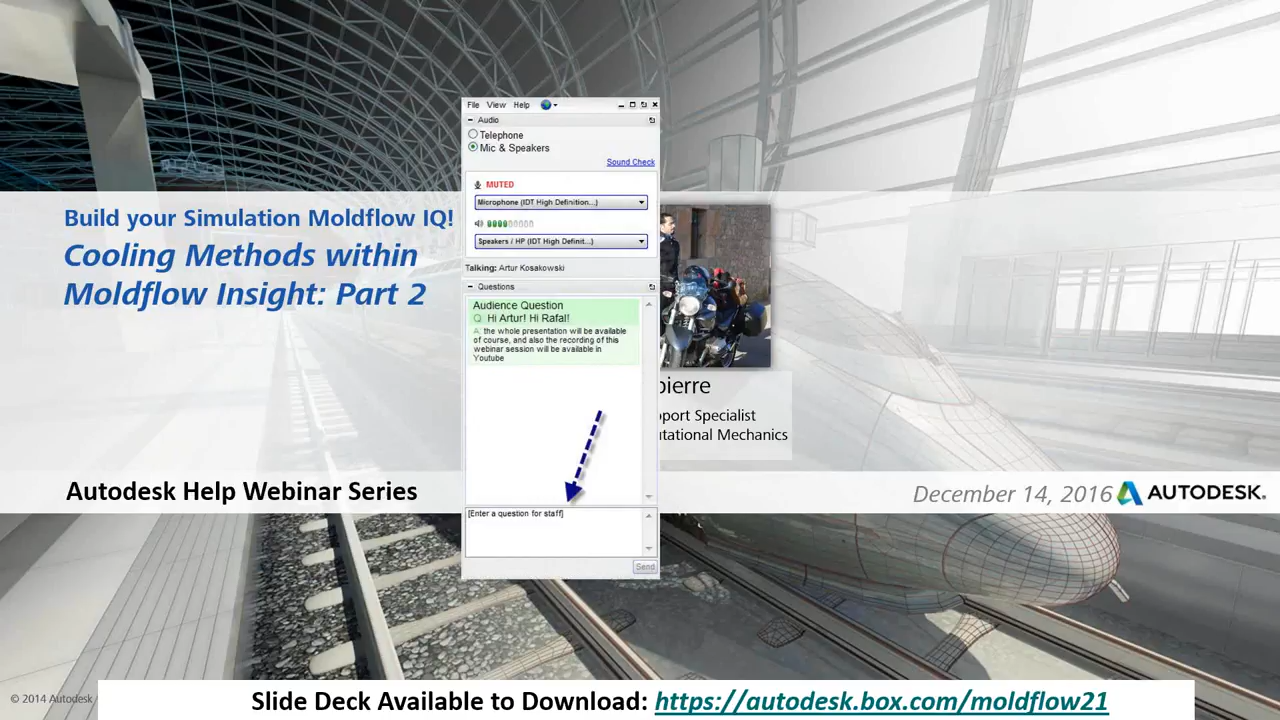 File View Help
Audio
Telephone
Mic & Speakers
Sound Check
MUTED
Microphone (IDT High Definition...)
Speakers / HP (IDT High Definit...)
Talking: Artur Kosakowski
Questions
Audience Question
Q: Hi Artur! Hi Rafal!
A: the whole presentation will be available
of course, and also the recording of this
webinar session will be available in
Youtube
[Enter a question for staff]
Send
Build your Simulation Moldflow IQ!
Cooling Methods within
Moldflow Insight: Part 2
pierre
pport Specialist
utational Mechanics
Autodesk Help Webinar Series
December 14, 2016
AUTODESK.
© 2014 Autodesk
Slide Deck Available to Download: https://autodesk.box.com/moldflow21